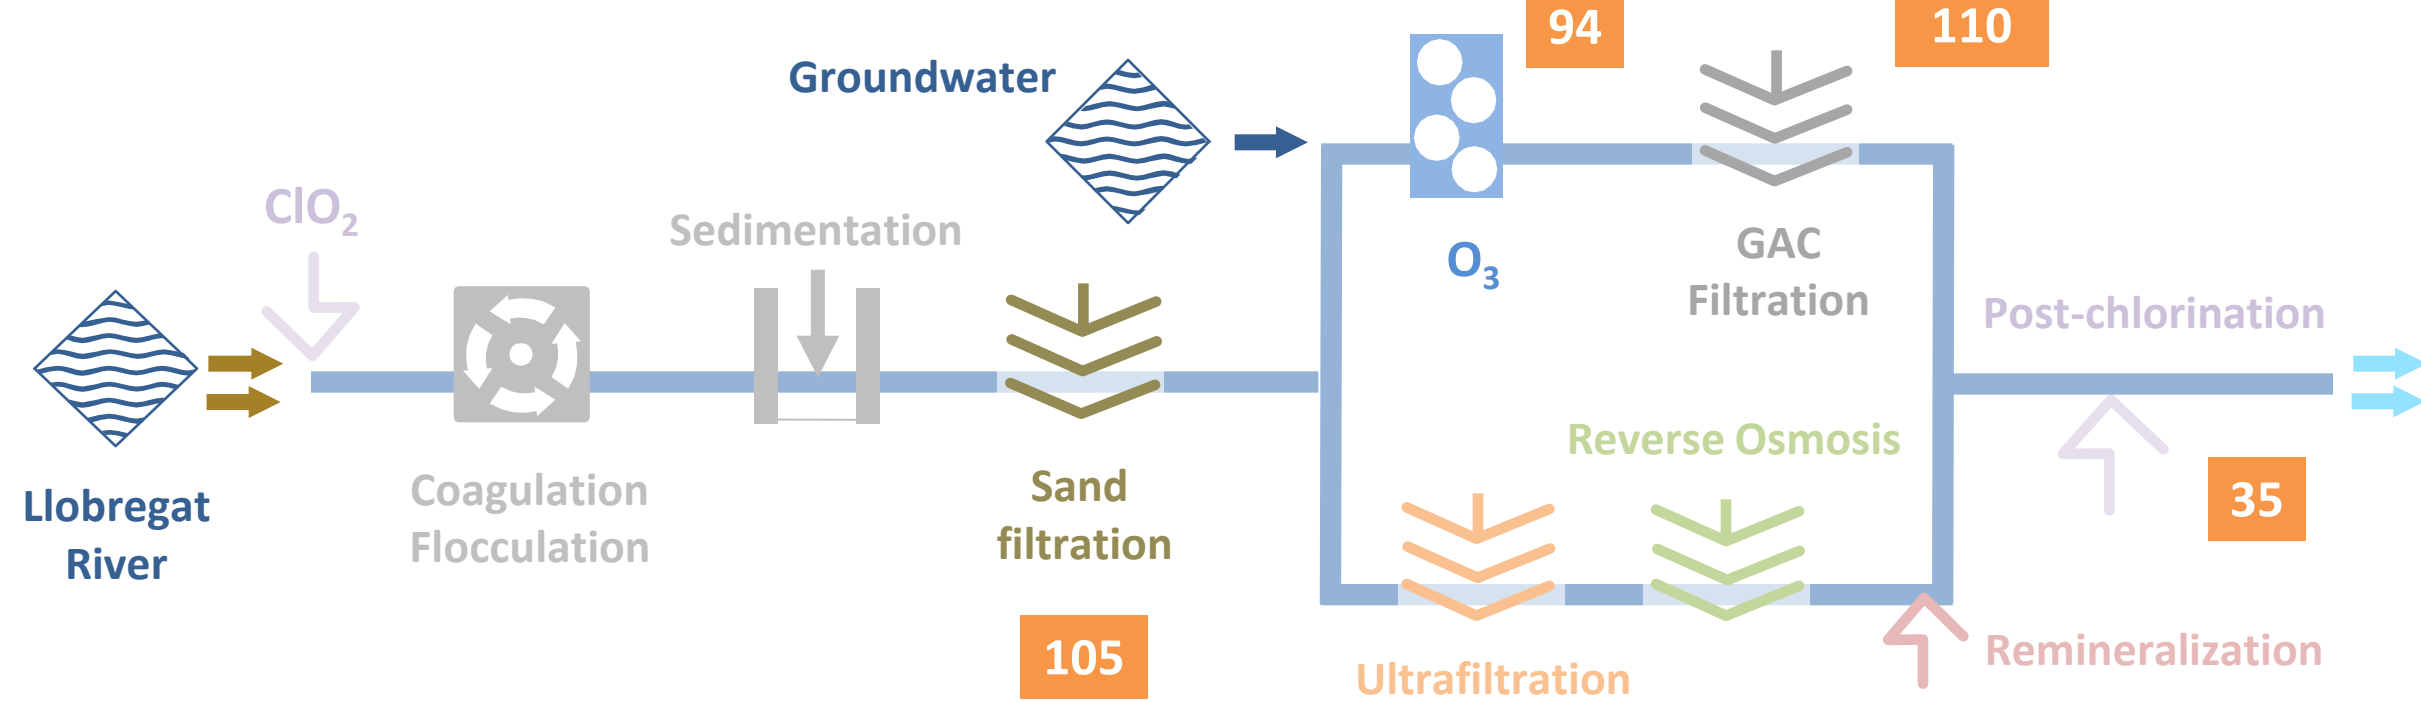 94
110
Groundwater
ClO₂
Sedimentation
O₃
GAC
Filtration
Post-chlorination
Reverse Osmosis
Llobregat
River
Coagulation
Flocculation
Sand
filtration
35
105
Ultrafiltration
Remineralization